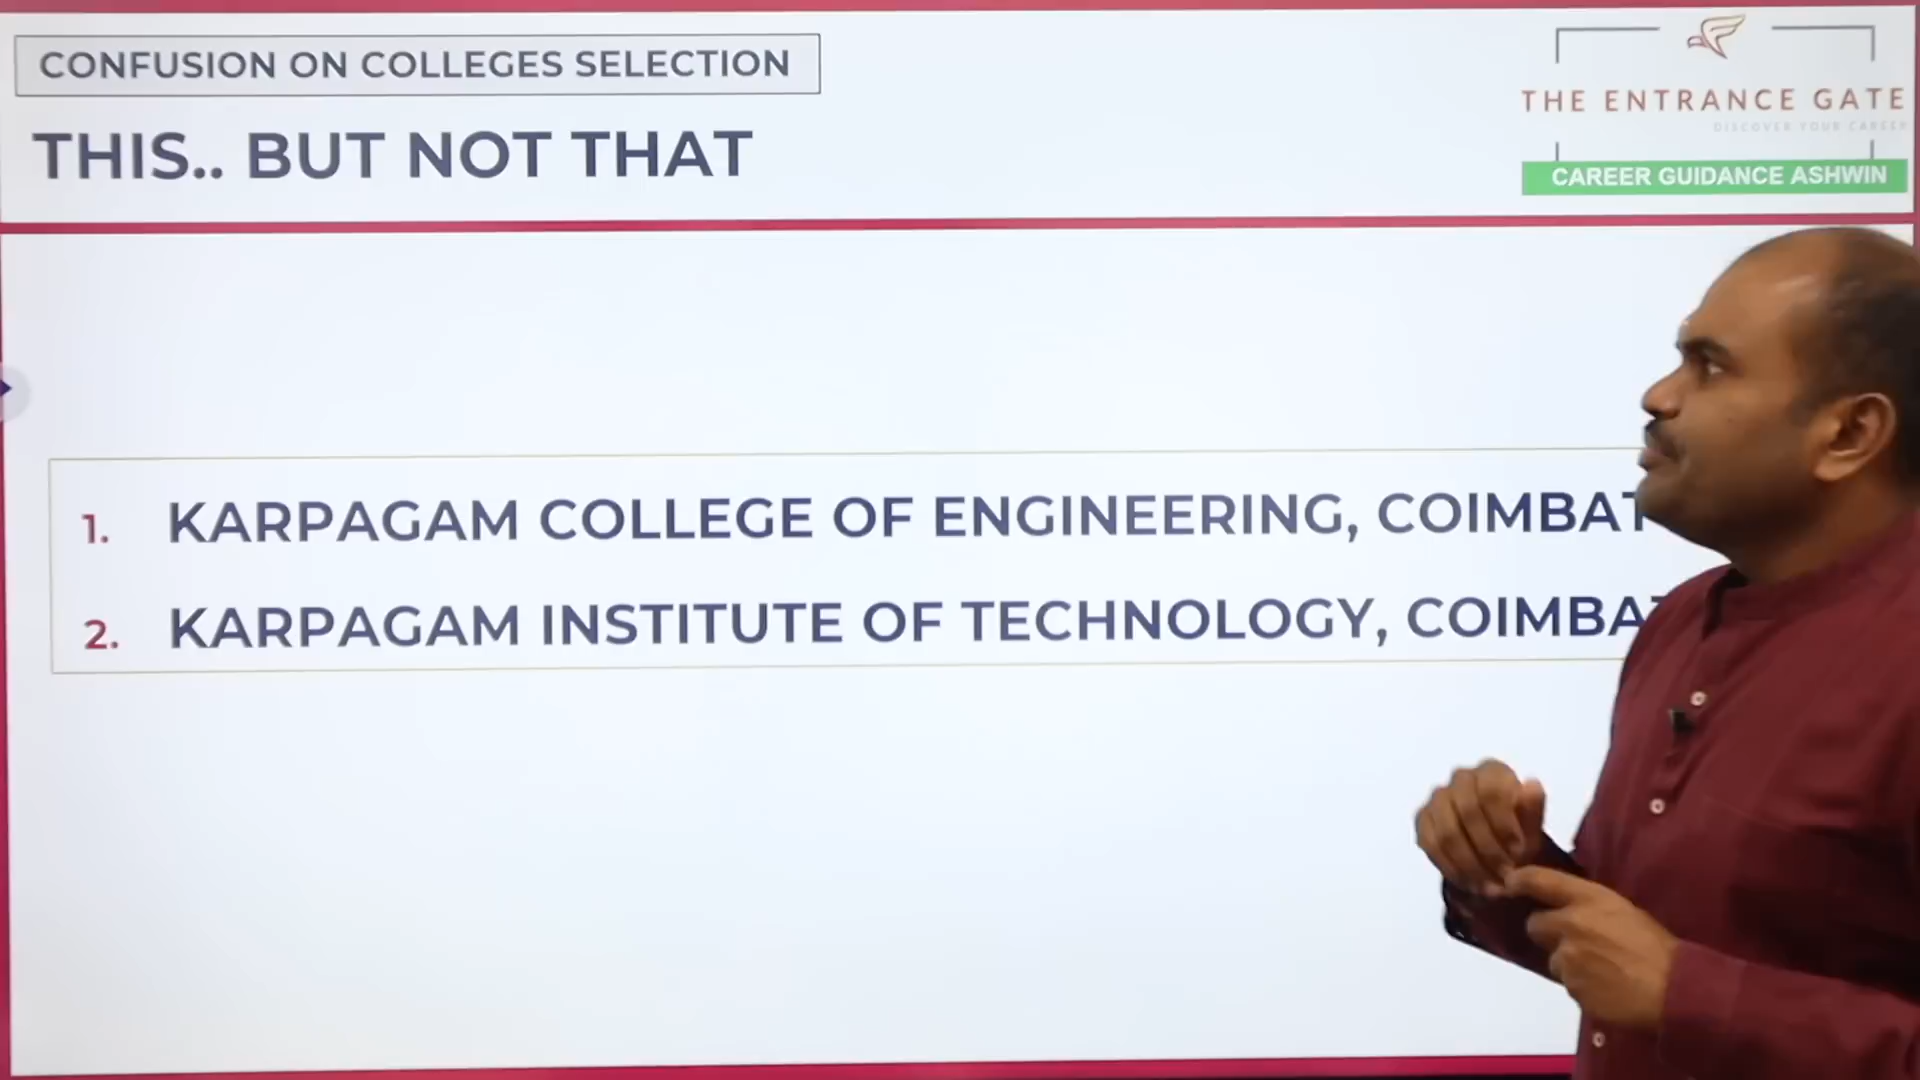 CONFUSION ON COLLEGES SELECTION
THIS.. BUT NOT THAT
THE ENTRANCE GATE
DISCOVER YOUR CAREER
CAREER GUIDANCE ASHWIN
1. KARPAGAM COLLEGE OF ENGINEERING, COIMBAT
2. KARPAGAM INSTITUTE OF TECHNOLOGY, COIMBAT